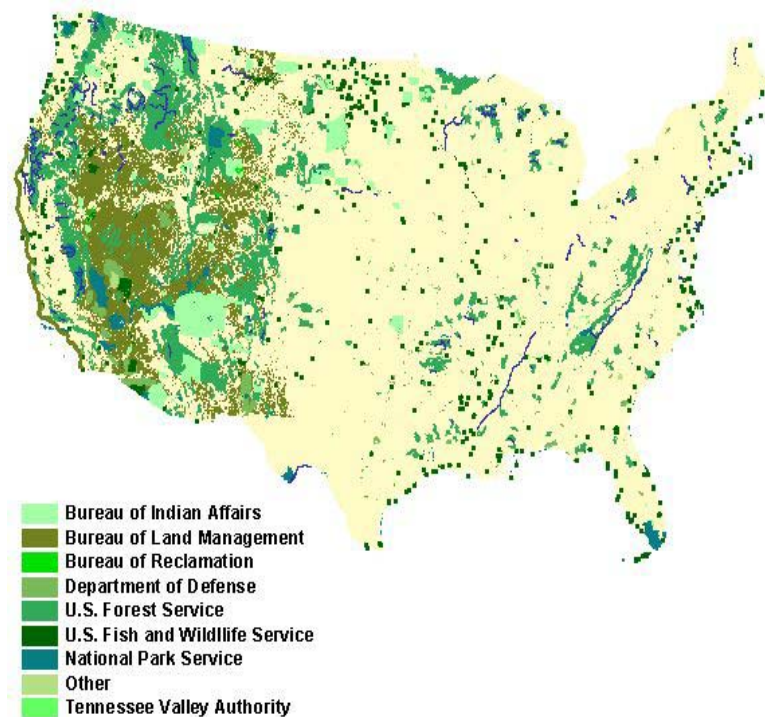 Bureau of Indian Affairs
Bureau of Land Management
Bureau of Reclamation
Department of Defense
U.S. Forest Service
U.S. Fish and Wildllife Service
National Park Service
Other
Tennessee Valley Authority